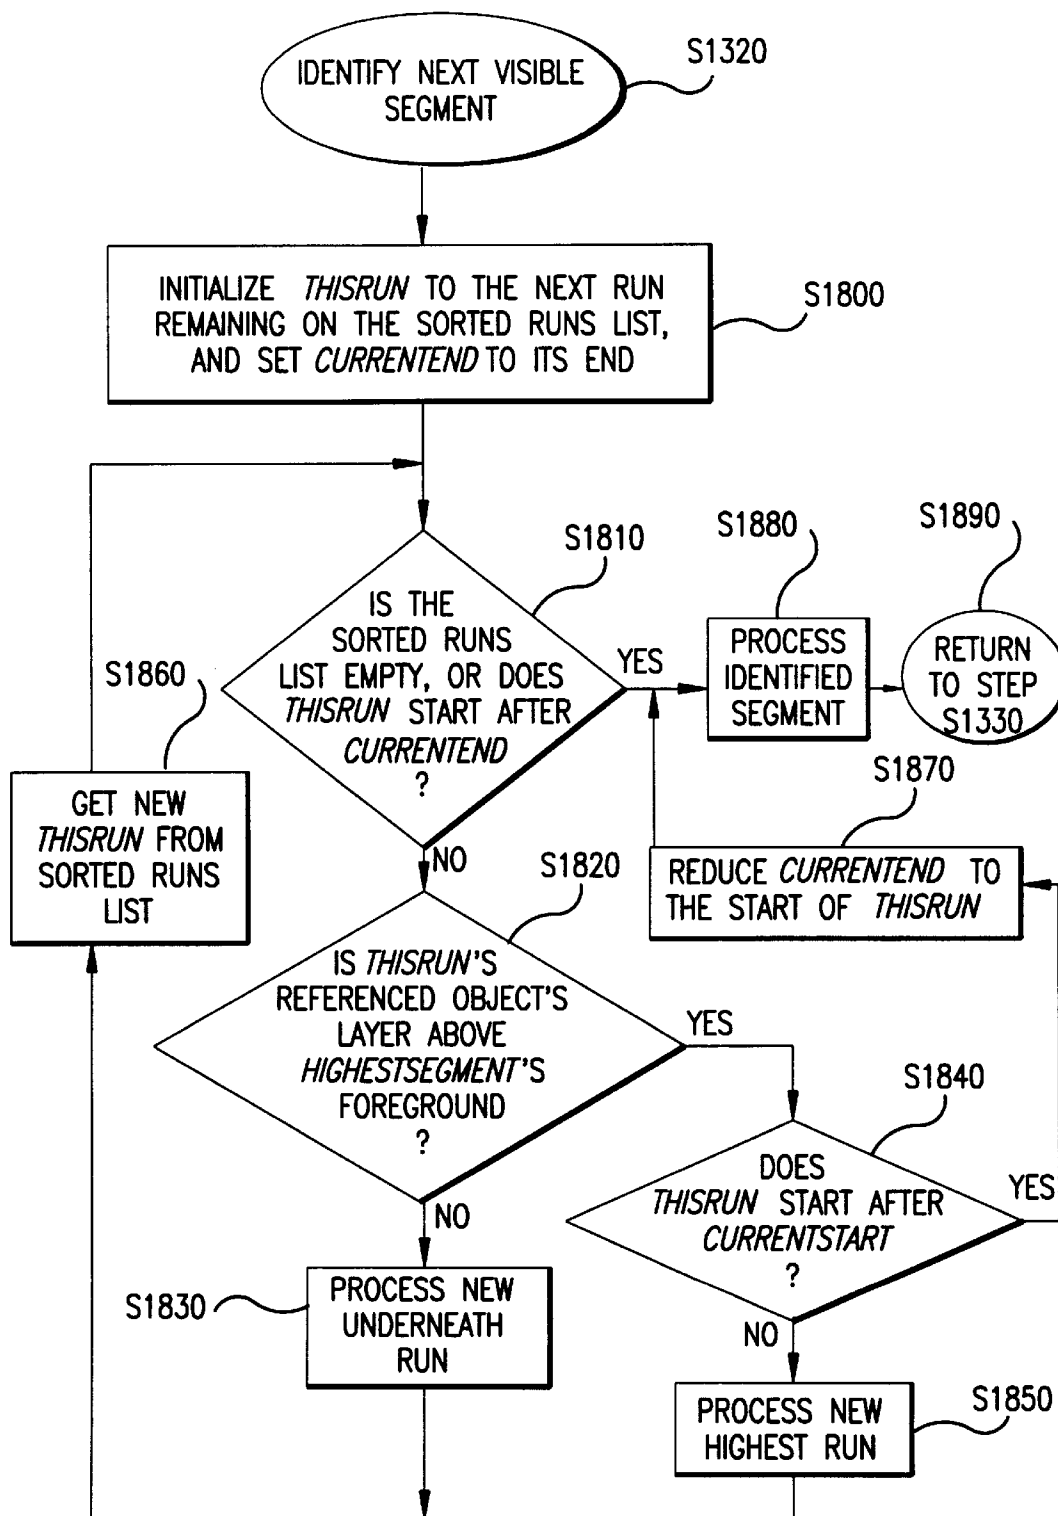 IDENTIFY NEXT VISIBLE
SEGMENT
S1320
INITIALIZE THISRUN TO THE NEXT RUN
REMAINING ON THE SORTED RUNS LIST,
AND SET CURRENTEND TO ITS END
S1800
IS THE
SORTED RUNS
LIST EMPTY, OR DOES
THISRUN START AFTER
CURRENTEND
?
S1810
YES
NO
PROCESS
IDENTIFIED
SEGMENT
S1880
RETURN
TO STEP
S1330
S1890
S1860
GET NEW
THISRUN FROM
SORTED RUNS
LIST
S1870
REDUCE CURRENTEND TO
THE START OF THISRUN
S1820
IS THISRUN'S
REFERENCED OBJECT'S
LAYER ABOVE
HIGHESTSEGMENT'S
FOREGROUND
?
YES
NO
S1840
DOES
THISRUN START AFTER
CURRENTSTART
?
YES
NO
S1830
PROCESS NEW
UNDERNEATH
RUN
PROCESS NEW
HIGHEST RUN
S1850